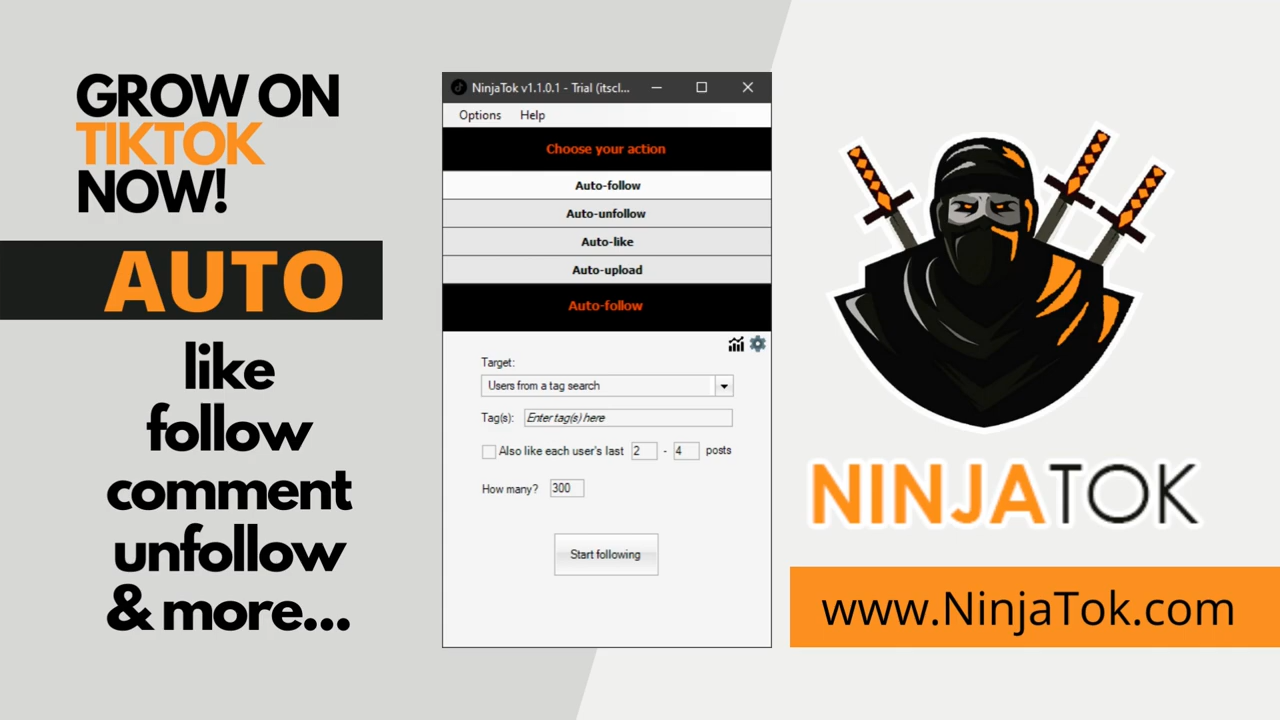 GROW ON
TIKTOK
NOW!
AUTO
like
follow
comment
unfollow
& more...
NinjaTok v1.1.0.1 - Trial (itscl...
Options Help
Choose your action
Auto-follow
Auto-unfollow
Auto-like
Auto-upload
Auto-follow
Target:
Users from a tag search
Tag(s): Enter tag(s) here
Also like each user's last 2 - 4 posts
How many? 300
Start following
NINJATOK
www.NinjaTok.com